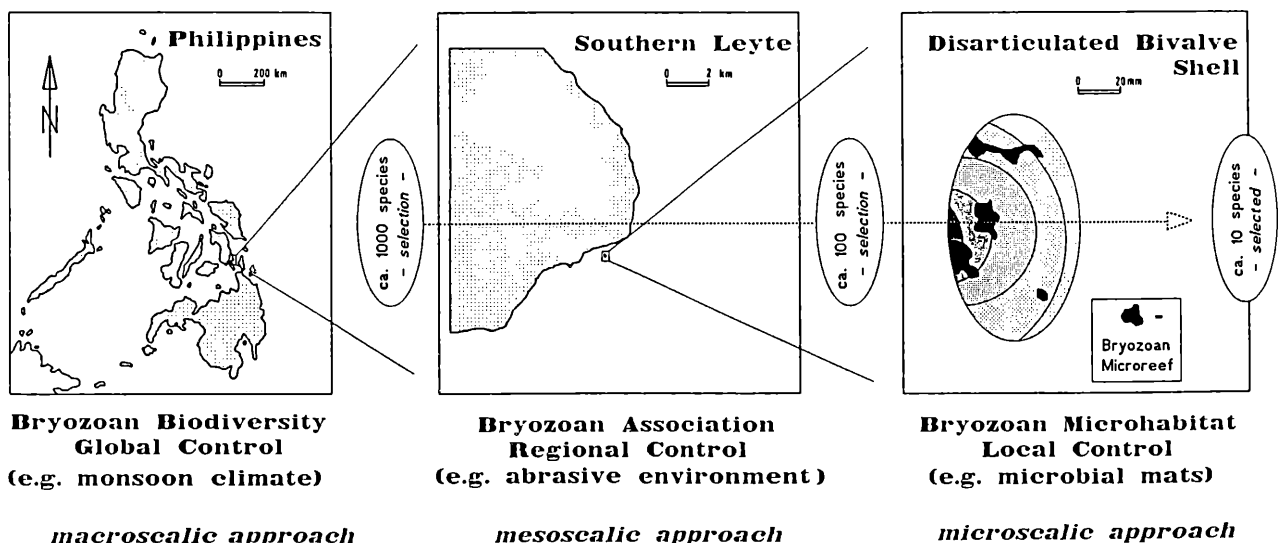 Philippines
0 200 km
N
ca. 1000 species
- selection -
Southern Leyte
0 2 km
ca. 100 species
- selection -
Disarticulated Bivalve
Shell
0 20mm
Bryozoan
Microreef
ca. 10 species
- selected -
Bryozoan Biodiversity
Global Control
(e.g. monsoon climate)
macroscalic approach
Bryozoan Association
Regional Control
(e.g. abrasive environment)
mesoscalic approach
Bryozoan Microhabitat
Local Control
(e.g. microbial mats)
microscalic approach